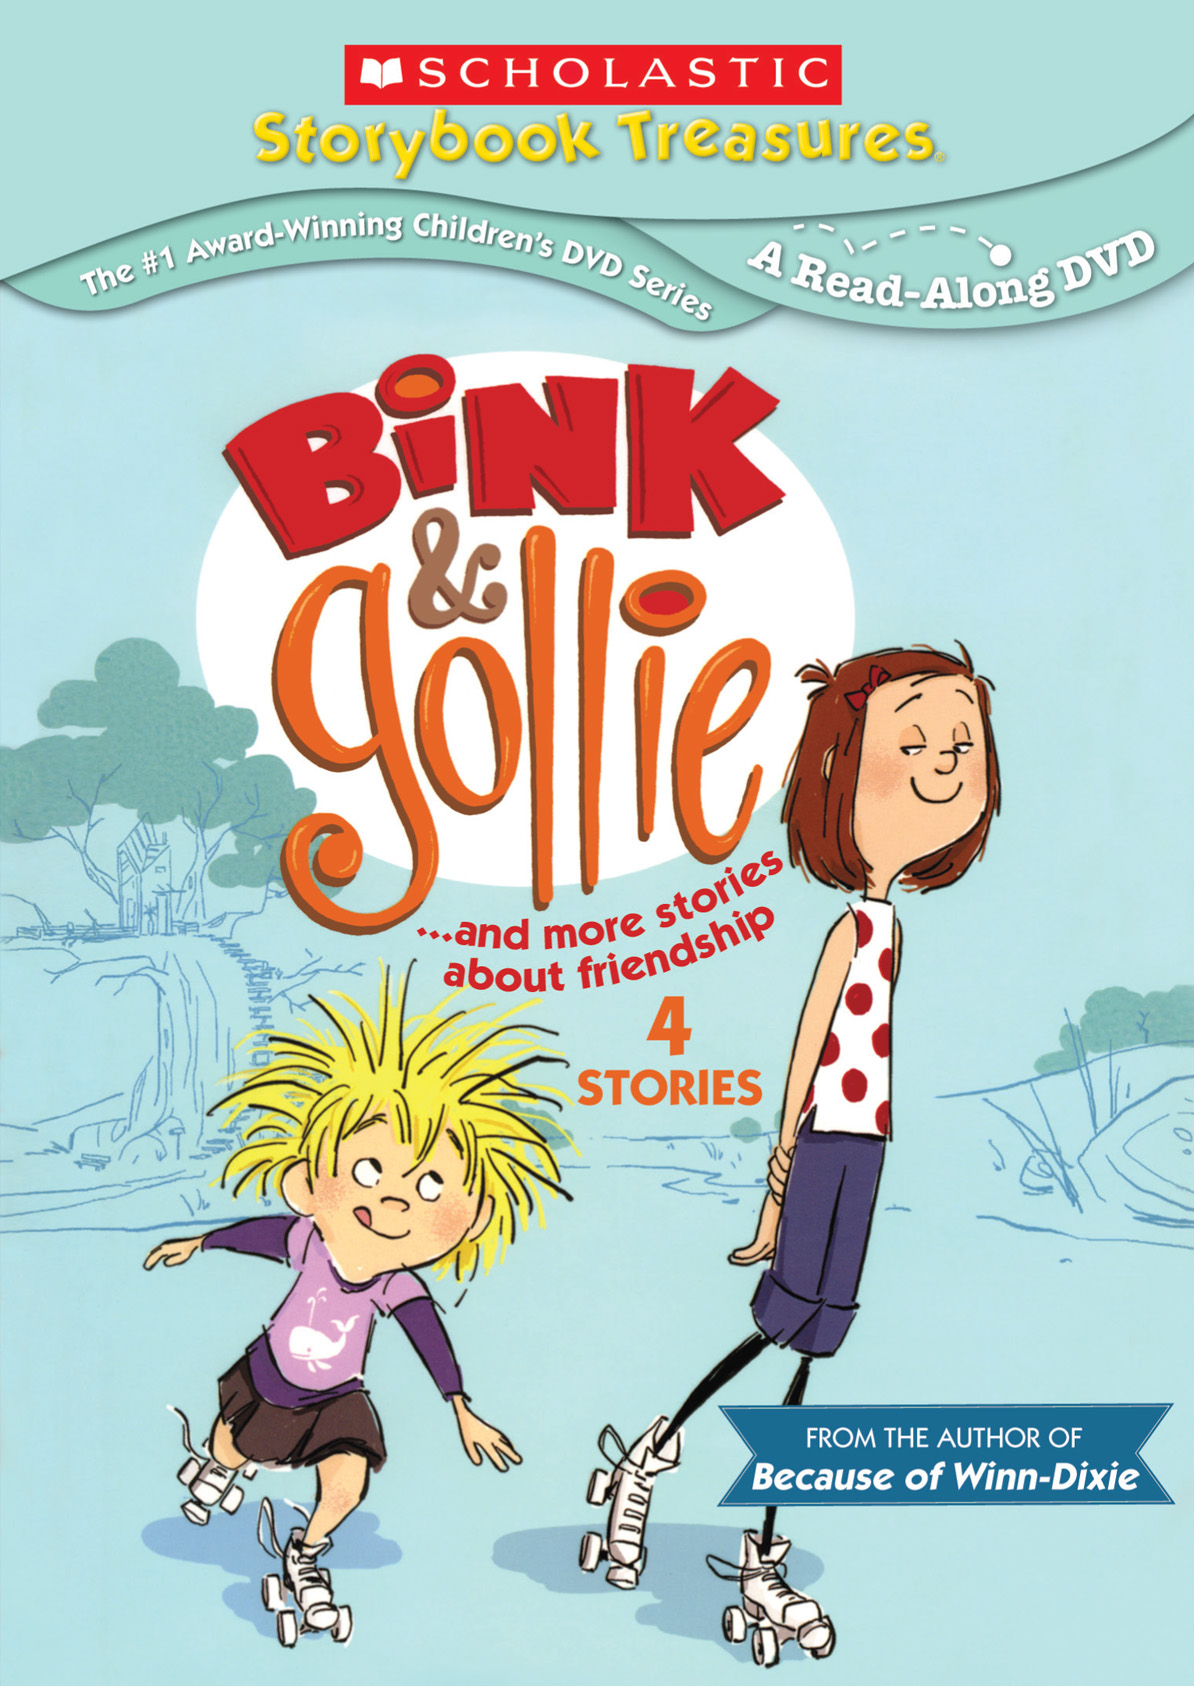 SCHOLASTIC
Storybook Treasures®
The #1 Award-Winning Children's DVD Series
A Read-Along DVD
BiNK
&
gollie
...and more stories
about friendship
4
STORIES
FROM THE AUTHOR OF
Because of Winn-Dixie